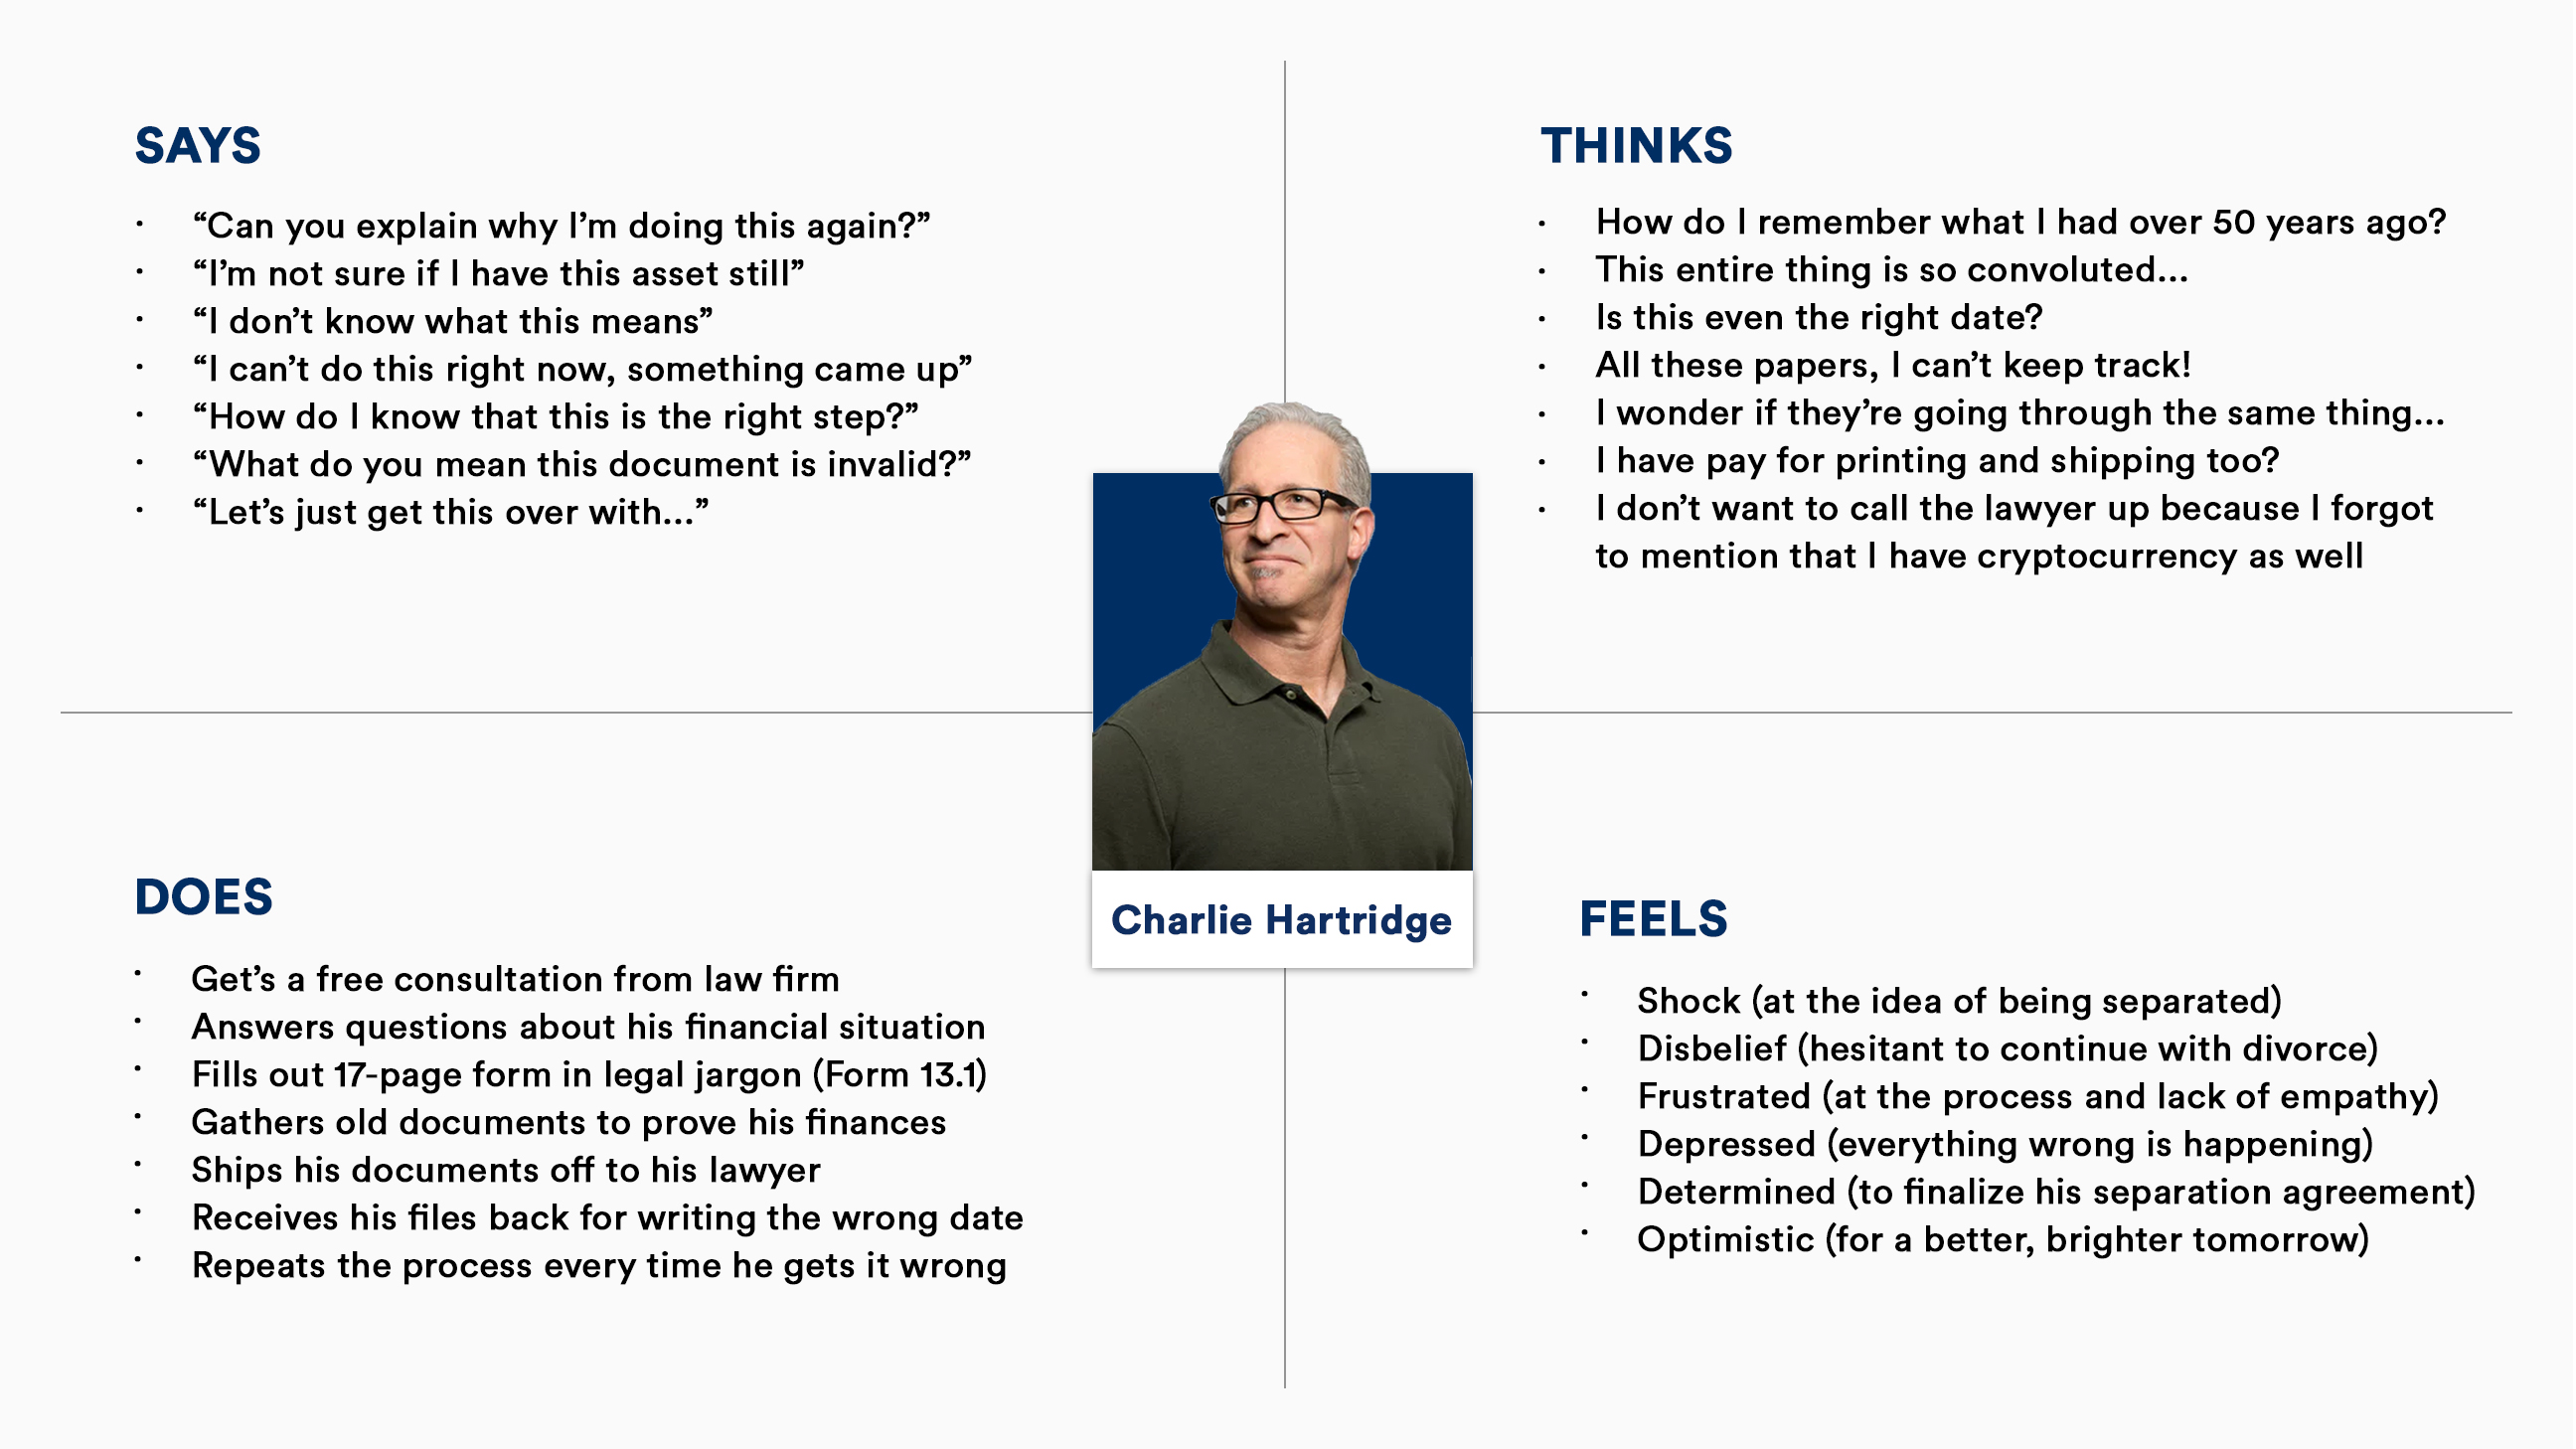 SAYS
· “Can you explain why I’m doing this again?”
· “I’m not sure if I have this asset still”
· “I don’t know what this means”
· “I can’t do this right now, something came up”
· “How do I know that this is the right step?”
· “What do you mean this document is invalid?”
· “Let’s just get this over with...”
THINKS
· How do I remember what I had over 50 years ago?
· This entire thing is so convoluted...
· Is this even the right date?
· All these papers, I can’t keep track!
· I wonder if they’re going through the same thing...
· I have pay for printing and shipping too?
· I don’t want to call the lawyer up because I forgot
to mention that I have cryptocurrency as well
Charlie Hartridge
DOES
· Get’s a free consultation from law firm
· Answers questions about his financial situation
· Fills out 17-page form in legal jargon (Form 13.1)
· Gathers old documents to prove his finances
· Ships his documents off to his lawyer
· Receives his files back for writing the wrong date
· Repeats the process every time he gets it wrong
FEELS
· Shock (at the idea of being separated)
· Disbelief (hesitant to continue with divorce)
· Frustrated (at the process and lack of empathy)
· Depressed (everything wrong is happening)
· Determined (to finalize his separation agreement)
· Optimistic (for a better, brighter tomorrow)